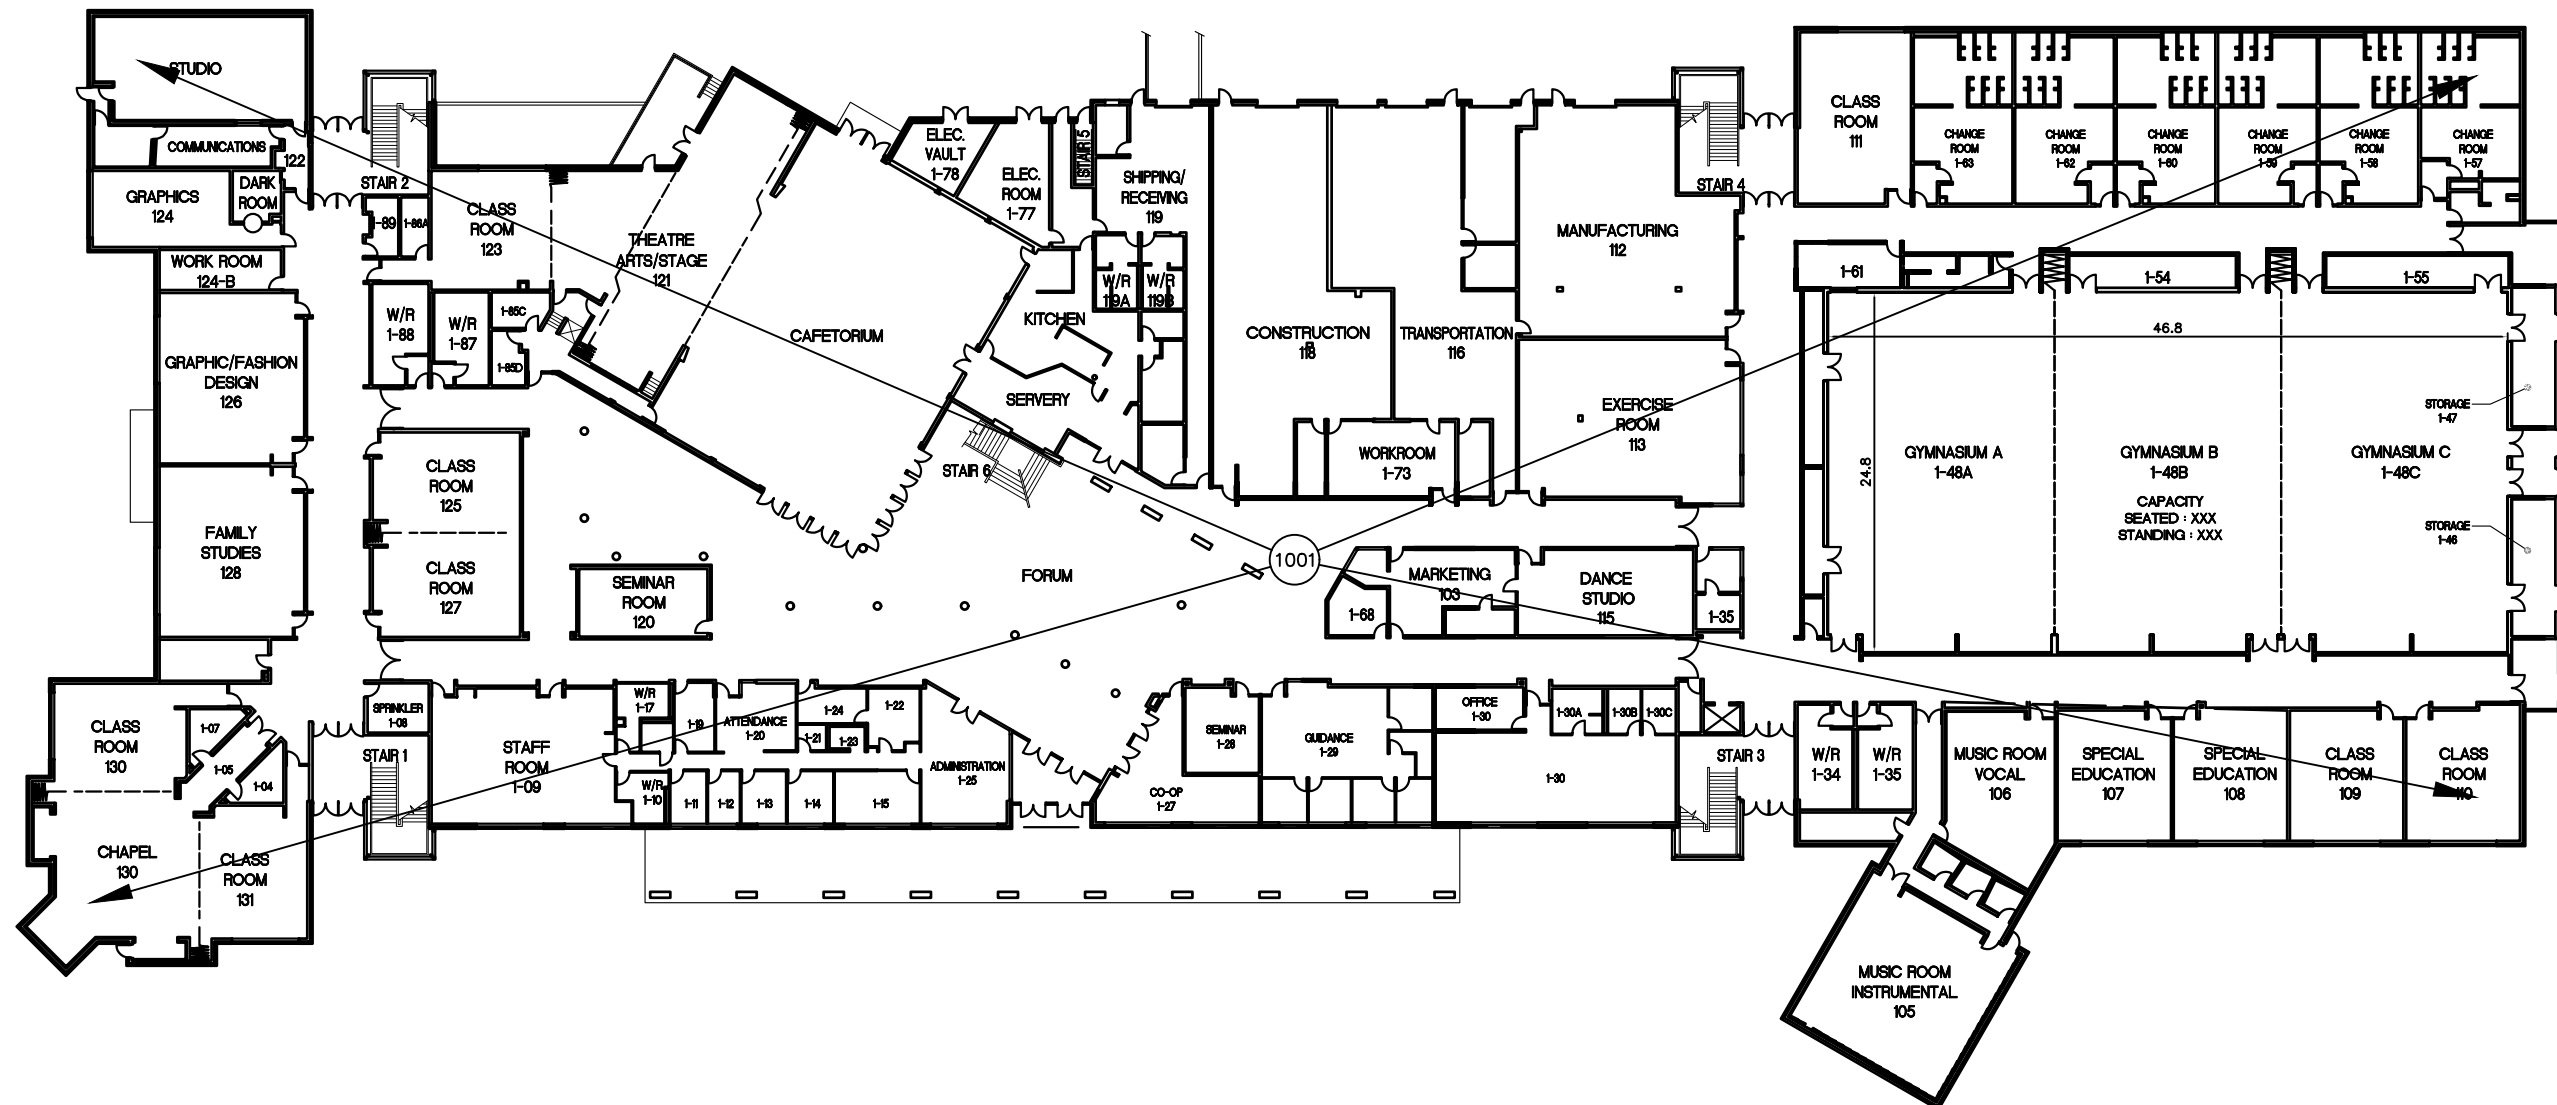 STUDIO
COMMUNICATIONS
122
GRAPHICS
124
DARK
ROOM
WORK ROOM
124-B
GRAPHIC/FASHION
DESIGN
126
FAMILY
STUDIES
128
CLASS
ROOM
130
1-07
1-05
1-04
CHAPEL
130
CLASS
ROOM
131
STAIR 2
1-89
1-86A
CLASS
ROOM
123
W/R
1-88
W/R
1-87
1-85C
1-85D
THEATRE
ARTS/STAGE
121
CAFETORIUM
CLASS
ROOM
125
CLASS
ROOM
127
SEMINAR
ROOM
120
SPRINKLER
1-08
STAIR 1
STAFF
ROOM
1-09
W/R
1-17
W/R
1-10
1-19
ATTENDANCE
1-20
1-24
1-21
1-23
1-22
1-11
1-12
1-13
1-14
1-15
ADMINISTRATION
1-25
ELEC.
VAULT
1-78
ELEC.
ROOM
1-77
STAIR 5
SHIPPING/
RECEIVING
119
W/R
119A
W/R
119B
KITCHEN
SERVERY
STAIR 6
FORUM
1001
CONSTRUCTION
118
TRANSPORTATION
116
WORKROOM
1-73
MANUFACTURING
112
EXERCISE
ROOM
113
STAIR 4
MARKETING
103
1-68
DANCE
STUDIO
115
1-35
SEMINAR
1-28
CO-OP
1-27
GUIDANCE
1-29
OFFICE
1-30
1-30A
1-30B
1-30C
1-30
STAIR 3
CLASS
ROOM
111
CHANGE
ROOM
1-63
CHANGE
ROOM
1-62
CHANGE
ROOM
1-60
CHANGE
ROOM
1-59
CHANGE
ROOM
1-58
CHANGE
ROOM
1-57
1-61
1-54
1-55
46.8
24.8
GYMNASIUM A
1-48A
GYMNASIUM B
1-48B
CAPACITY
SEATED : XXX
STANDING : XXX
GYMNASIUM C
1-48C
STORAGE
1-47
STORAGE
1-46
W/R
1-34
W/R
1-35
MUSIC ROOM
VOCAL
106
SPECIAL
EDUCATION
107
SPECIAL
EDUCATION
108
CLASS
ROOM
109
CLASS
ROOM
110
MUSIC ROOM
INSTRUMENTAL
105